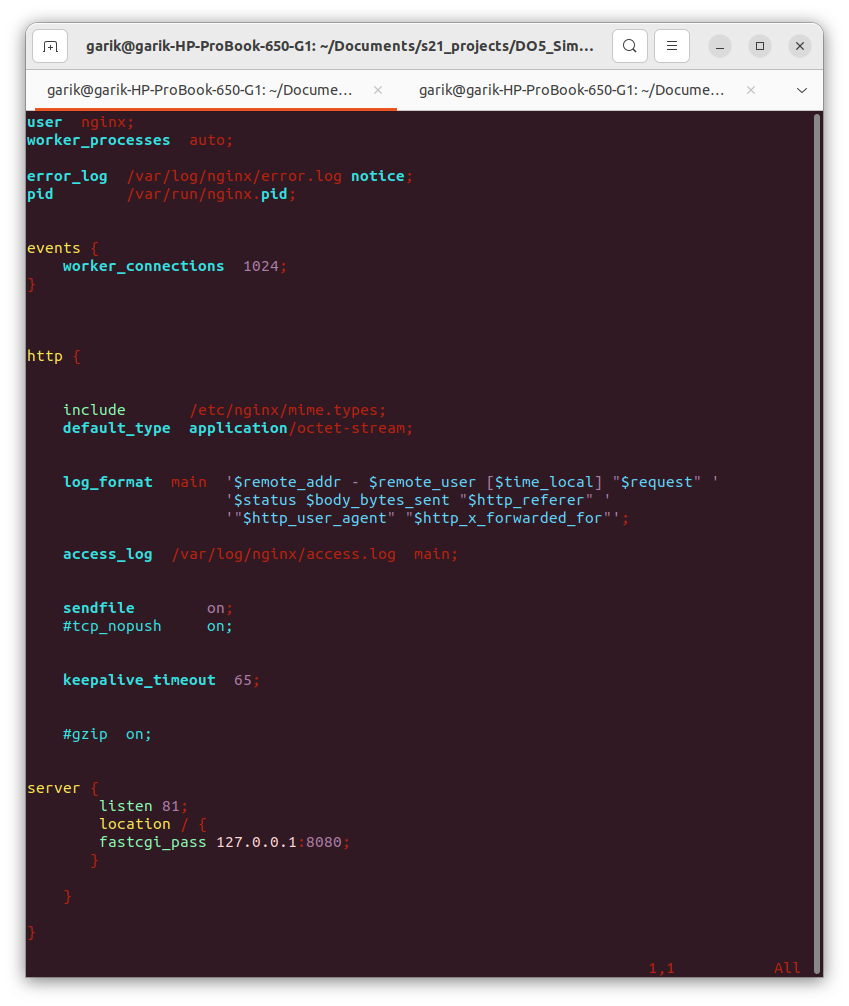 garik@garik-HP-ProBook-650-G1: ~/Documents/s21_projects/DO5_Sim...
garik@garik-HP-ProBook-650-G1: ~/Docume... garik@garik-HP-ProBook-650-G1: ~/Docume...
user  nginx;
worker_processes  auto;
error_log  /var/log/nginx/error.log notice;
pid        /var/run/nginx.pid;
events {
    worker_connections  1024;
}
http {
    include       /etc/nginx/mime.types;
    default_type  application/octet-stream;
    log_format  main  '$remote_addr - $remote_user [$time_local] "$request" '
                      '$status $body_bytes_sent "$http_referer" '
                      '"$http_user_agent" "$http_x_forwarded_for"';
    access_log  /var/log/nginx/access.log  main;
    sendfile        on;
    #tcp_nopush     on;
    keepalive_timeout  65;
    #gzip  on;
server {
        listen 81;
        location / {
        fastcgi_pass 127.0.0.1:8080;
       }
    }
}
1,1 All